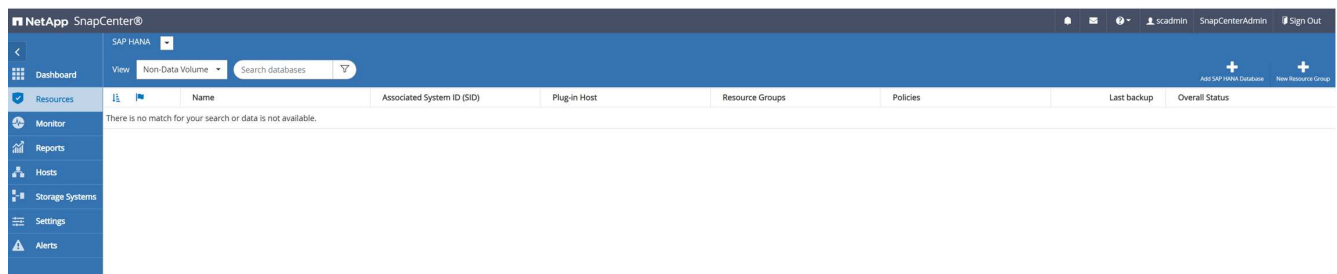 NetApp SnapCenter®
scadmin SnapCenterAdmin Sign Out
SAP HANA
Dashboard
View Non-Data Volume Search databases
Add SAP HANA Database New Resource Group
Resources
Name Associated System ID (SID) Plug-in Host Resource Groups Policies Last backup Overall Status
There is no match for your search or data is not available.
Monitor
Reports
Hosts
Storage Systems
Settings
Alerts